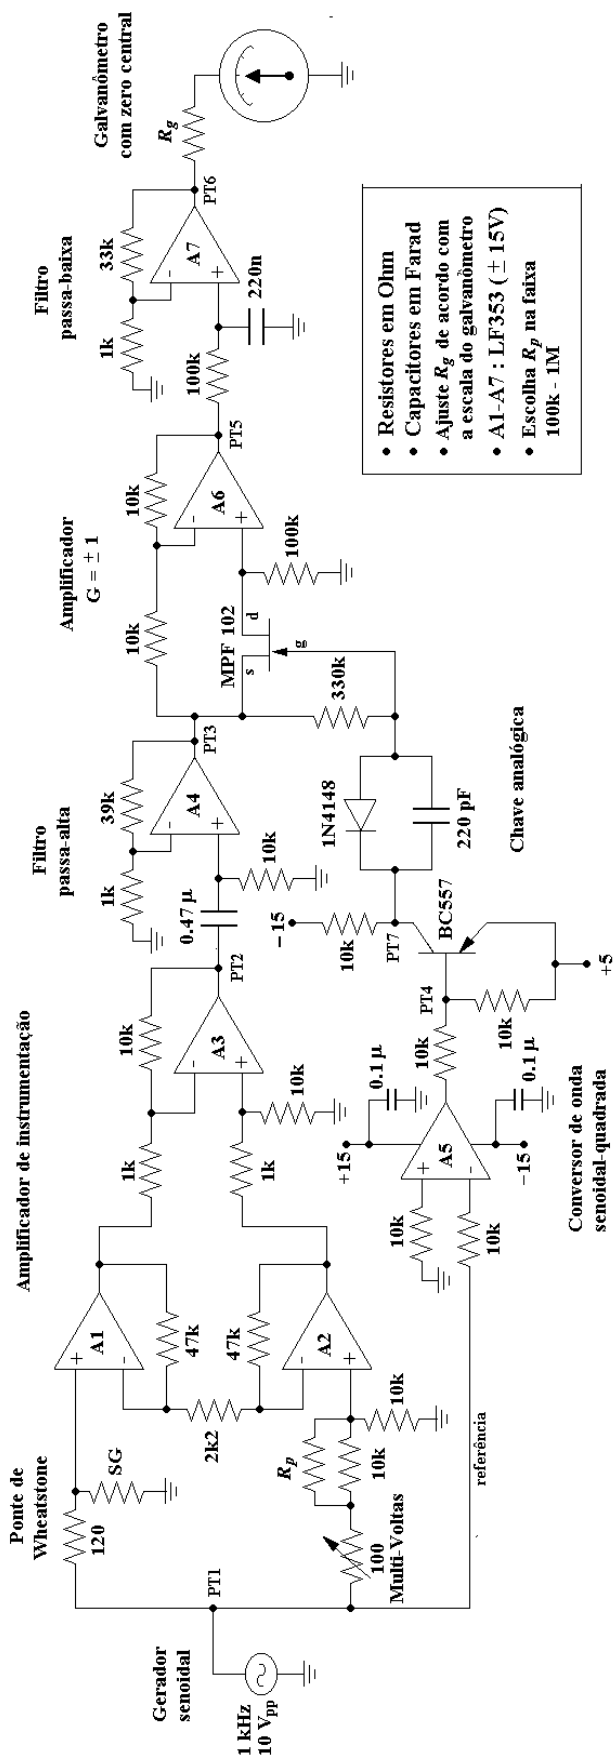 Gerador
senoidal
1 kHz
10 Vpp
PT1
Ponte de
Wheatstone
120
SG
100
Multi-Voltas
Rp
10k
10k
referência
Amplificador de instrumentação
A1
47k
2k2
47k
A2
1k
1k
10k
A3
10k
PT2
Filtro
passa-alta
0.47 µ
10k
1k
39k
A4
PT3
Amplificador
G = ± 1
10k
10k
A6
PT5
MPF 102
s
d
g
100k
330k
Filtro
passa-baixa
100k
220n
1k
33k
A7
PT6
Galvanômetro
com zero central
Rg
10k
10k
+15
0.1 µ
A5
-15
0.1 µ
Conversor de onda
senoidal-quadrada
10k
PT4
10k
BC557
+5
-15
10k
PT7
1N4148
220 pF
Chave analógica
• Resistores em Ohm
• Capacitores em Farad
• Ajuste Rg de acordo com
a escala do galvanômetro
• A1-A7 : LF353 (± 15V)
• Escolha Rp na faixa
100k - 1M